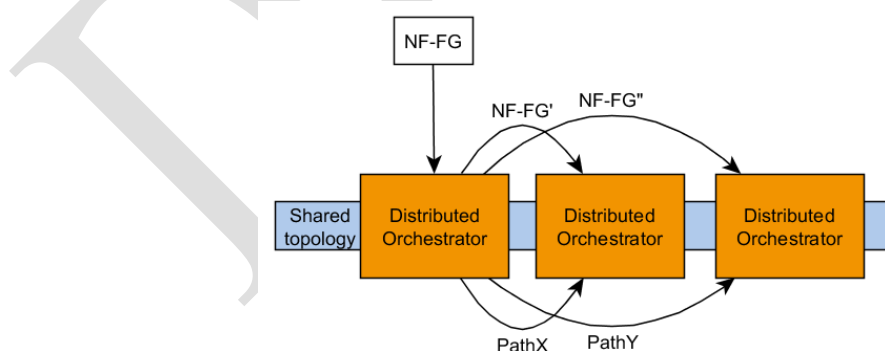 NF-FG
NF-FG'
NF-FG"
Shared
topology
Distributed
Orchestrator
Distributed
Orchestrator
Distributed
Orchestrator
PathX
PathY